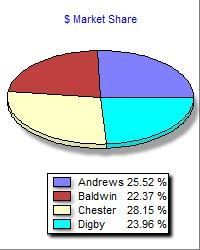 $ Market Share
Andrews 25.52 %
Baldwin 22.37 %
Chester 28.15 %
Digby 23.96 %